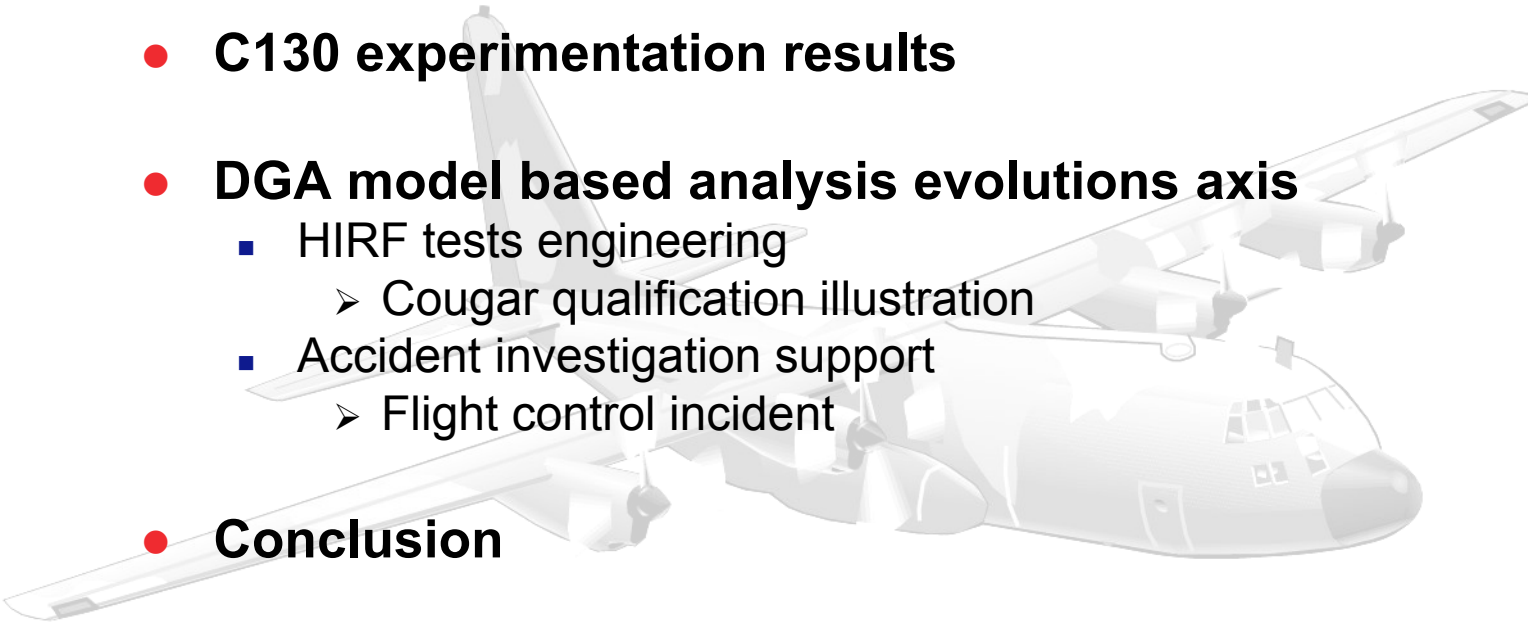 C130 experimentation results
DGA model based analysis evolutions axis
HIRF tests engineering
Cougar qualification illustration
Accident investigation support
Flight control incident
Conclusion